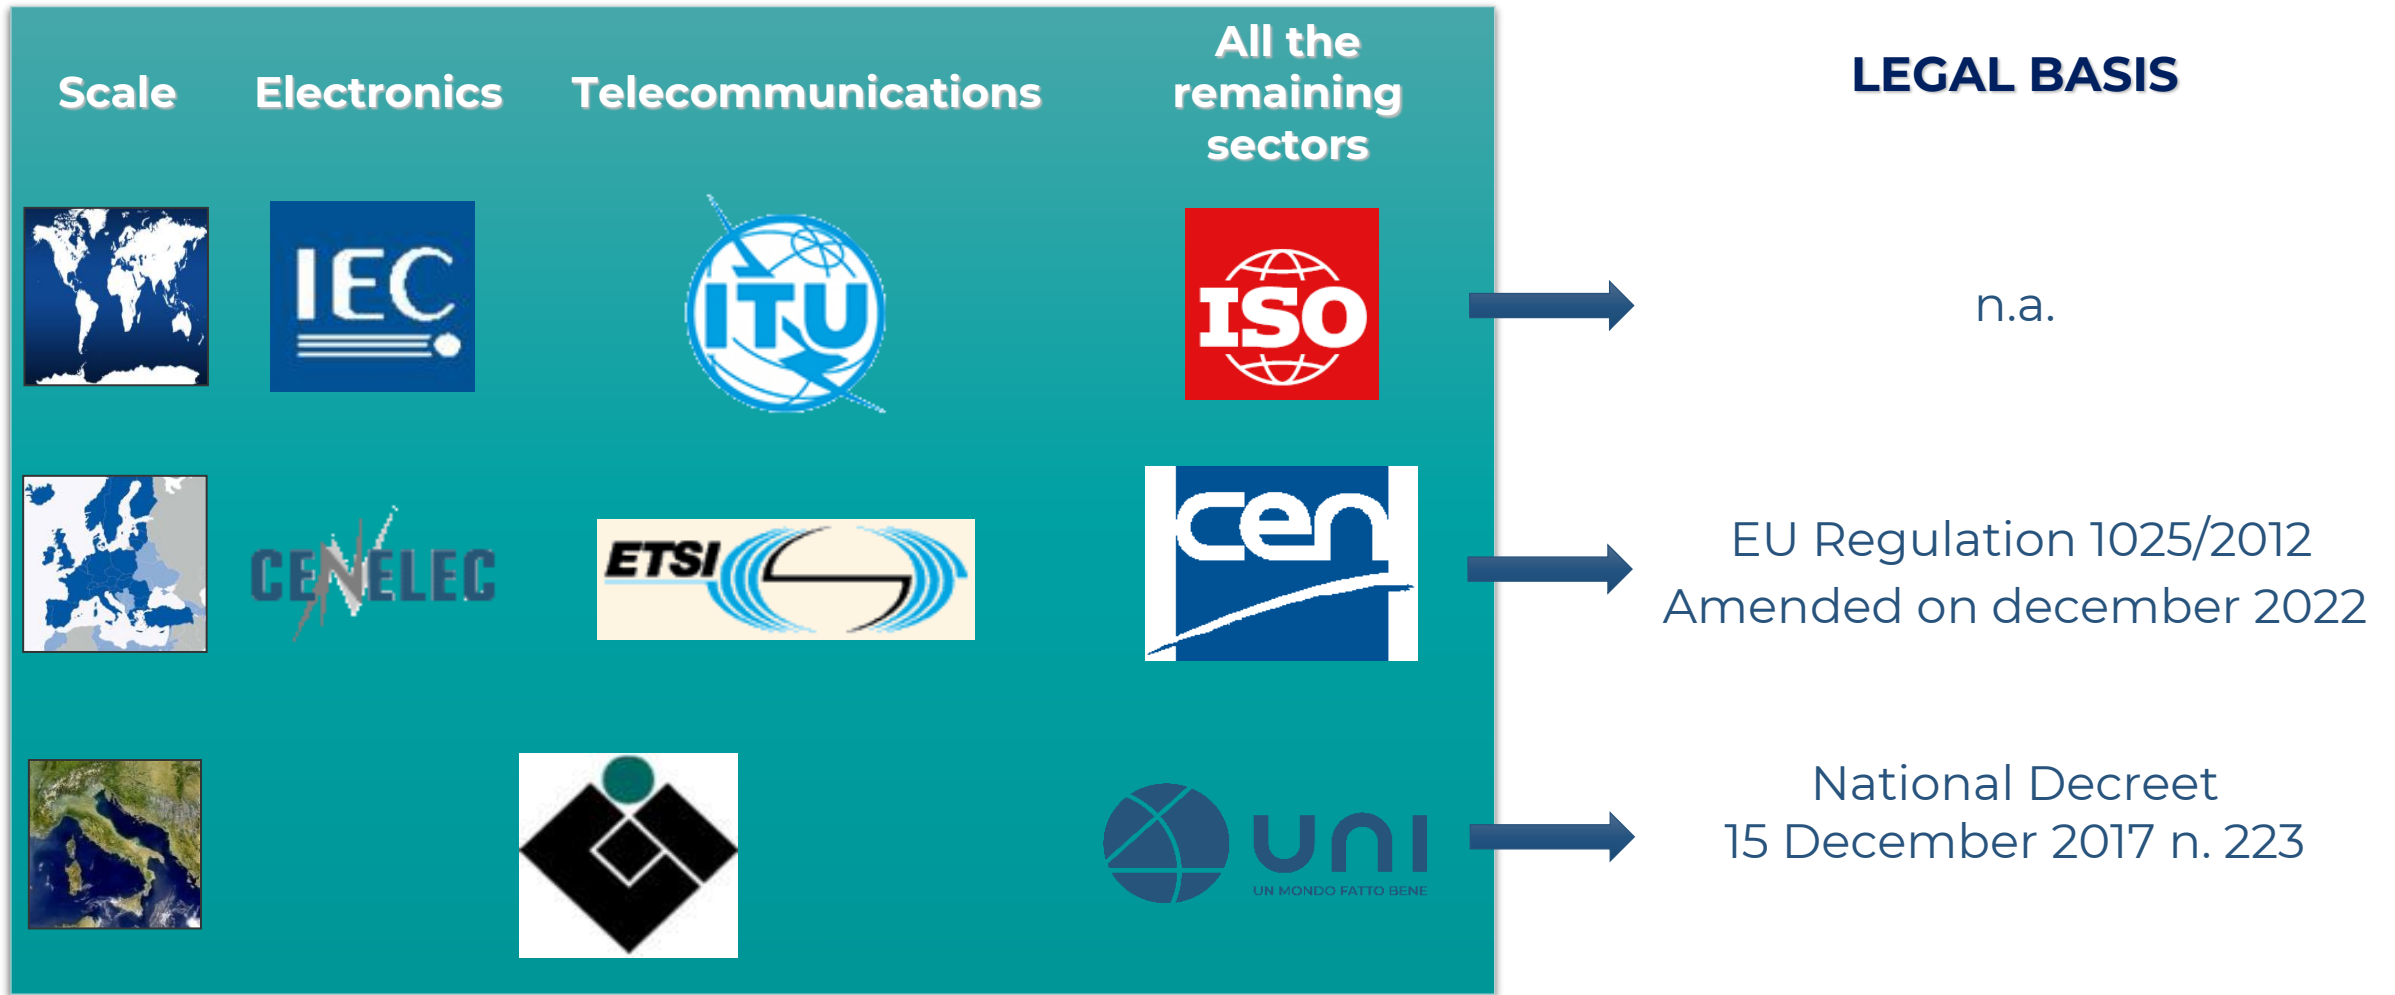 Scale
Electronics
Telecommunications
All the
remaining
sectors
LEGAL BASIS
IEC
ITU
ISO
n.a.
CENELEC
ETSI
cen
EU Regulation 1025/2012
Amended on december 2022
UNI
UN MONDO FATTO BENE
National Decreet
15 December 2017 n. 223